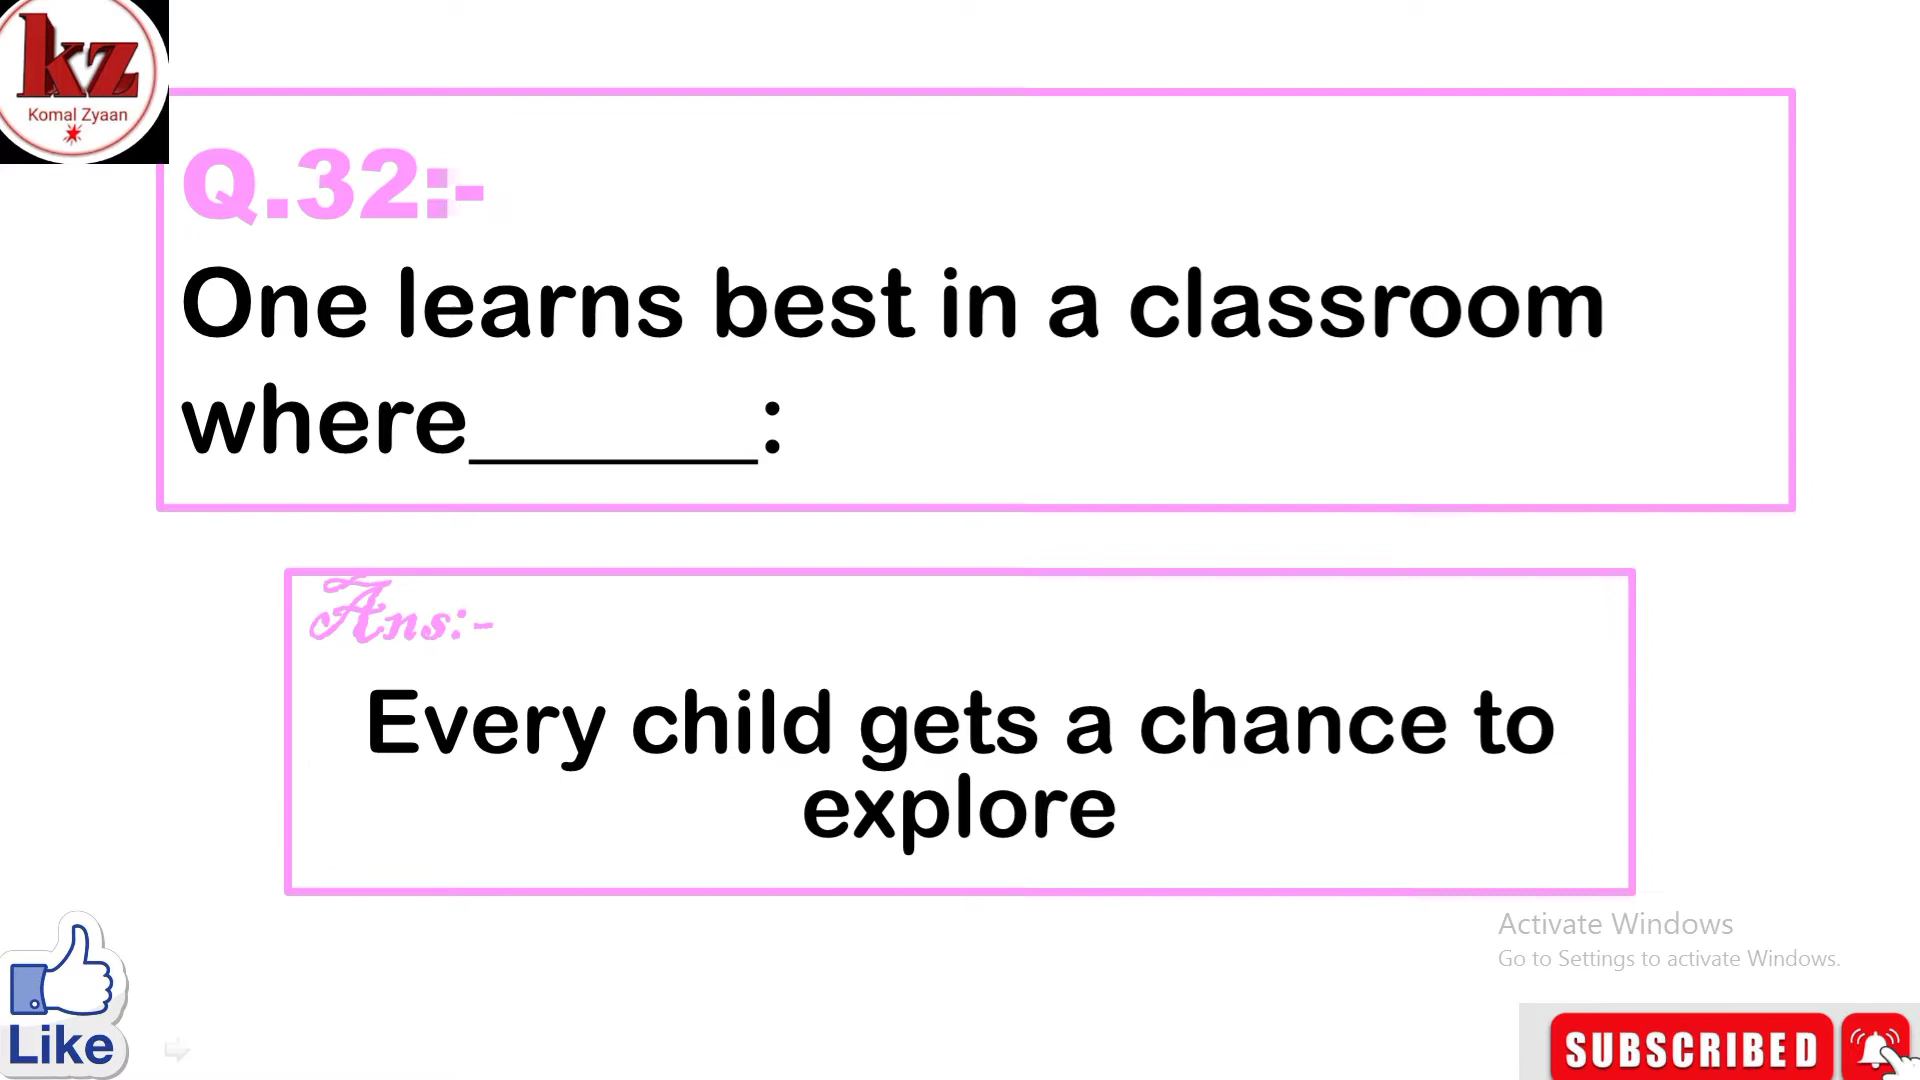 kz
Komal Zyaan
Q.32:-
One learns best in a classroom
where______:
Ans:-
Every child gets a chance to
explore
Activate Windows
Go to Settings to activate Windows.
Like
SUBSCRIBED